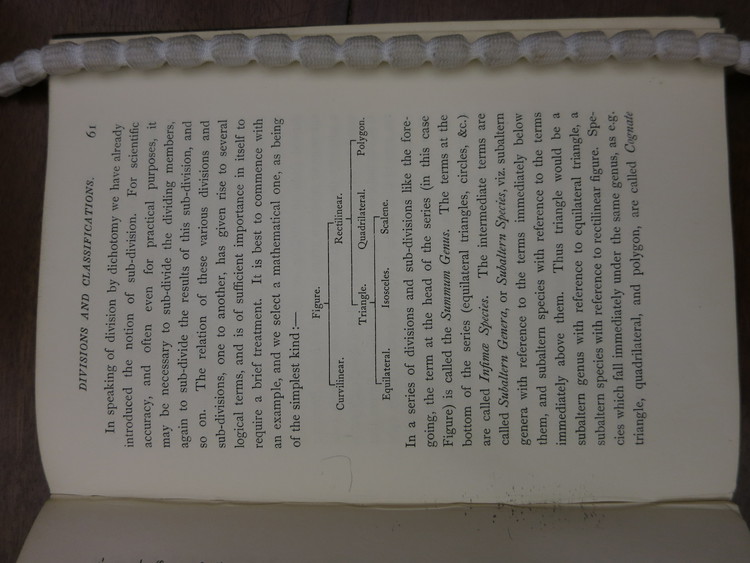 DIVISIONS AND CLASSIFICATIONS. 61
In speaking of division by dichotomy we have already
introduced the notion of sub-division. For scientific
accuracy, and often even for practical purposes, it
may be necessary to sub-divide the dividing members,
again to sub-divide the results of this sub-division, and
so on. The relation of these various divisions and
sub-divisions, one to another, has given rise to several
logical terms, and is of sufficient importance in itself to
require a brief treatment. It is best to commence with
an example, and we select a mathematical one, as being
of the simplest kind:—
Figure.
Curvilinear. Rectilinear.
Triangle. Quadrilateral. Polygon.
Equilateral. Isosceles. Scalene.
In a series of divisions and sub-divisions like the fore-
going, the term at the head of the series (in this case
Figure) is called the Summum Genus. The terms at the
bottom of the series (equilateral triangles, circles, &c.)
are called Infimæ Species. The intermediate terms are
called Subaltern Genera, or Subaltern Species, viz. subaltern
genera with reference to the terms immediately below
them, and subaltern species with reference to the terms
immediately above them. Thus triangle would be a
subaltern genus with reference to equilateral triangle, a
subaltern species with reference to rectilinear figure. Spe-
cies which fall immediately under the same genus, as e.g.
triangle, quadrilateral, and polygon, are called Cognate